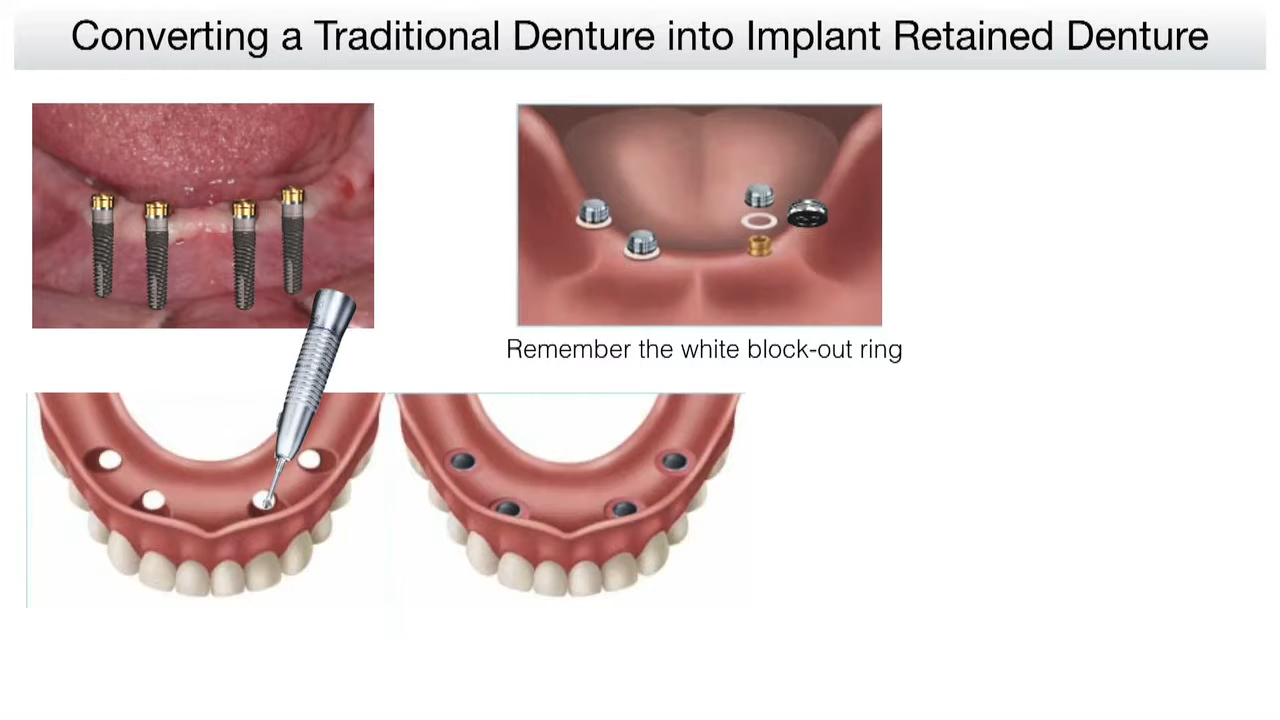 Converting a Traditional Denture into Implant Retained Denture
Remember the white block-out ring